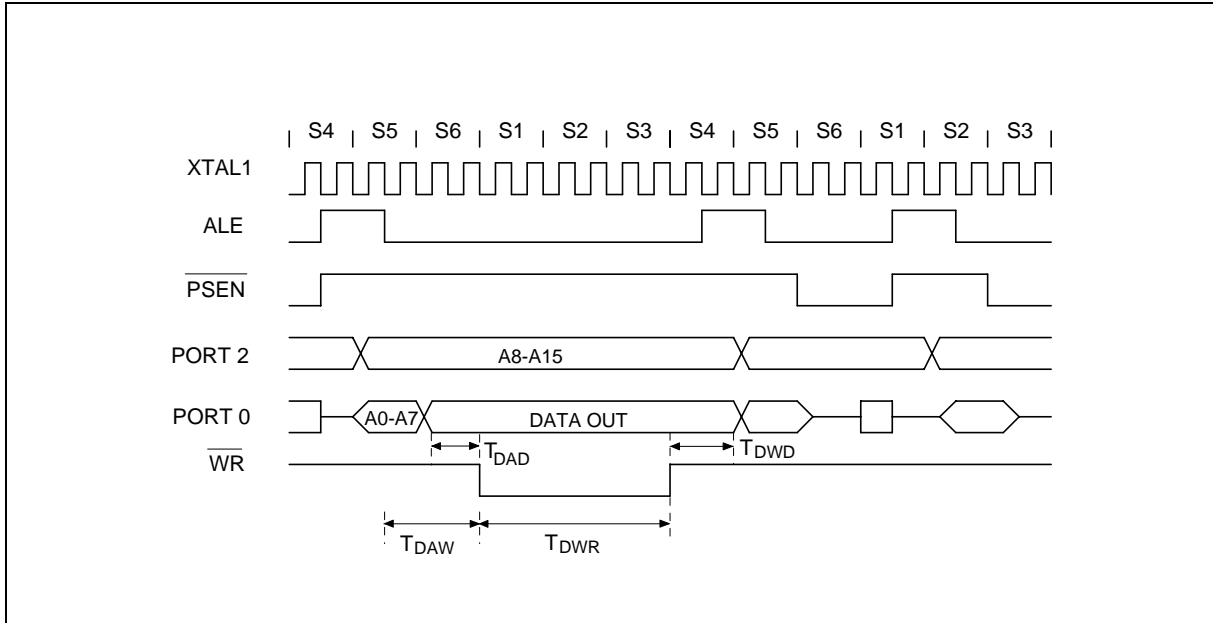 S4 S5 S6 S1 S2 S3 S4 S5 S6 S1 S2 S3
XTAL1
ALE
PSEN
PORT 2 A8-A15
PORT 0 A0-A7 DATA OUT
TDAD TDWD
WR
TDAW TDWR